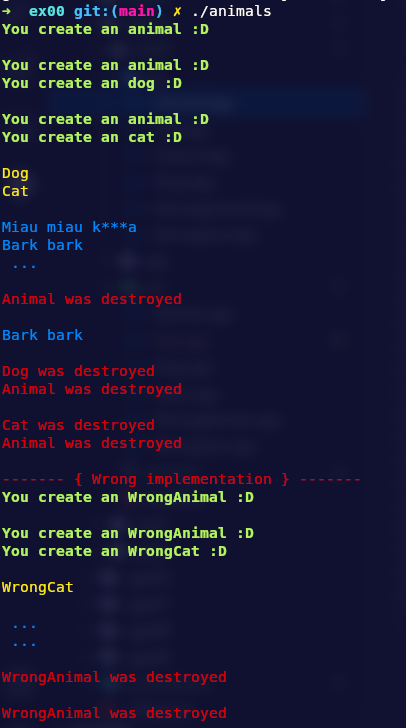 ➜ ex00 git:(main) ✗ ./animals
You create an animal :D
You create an animal :D
You create an dog :D
You create an animal :D
You create an cat :D
Dog
Cat
Miau miau k***a
Bark bark
...
Animal was destroyed
Bark bark
Dog was destroyed
Animal was destroyed
Cat was destroyed
Animal was destroyed
------- { Wrong implementation } -------
You create an WrongAnimal :D
You create an WrongAnimal :D
You create an WrongCat :D
WrongCat
...
...
WrongAnimal was destroyed
WrongAnimal was destroyed